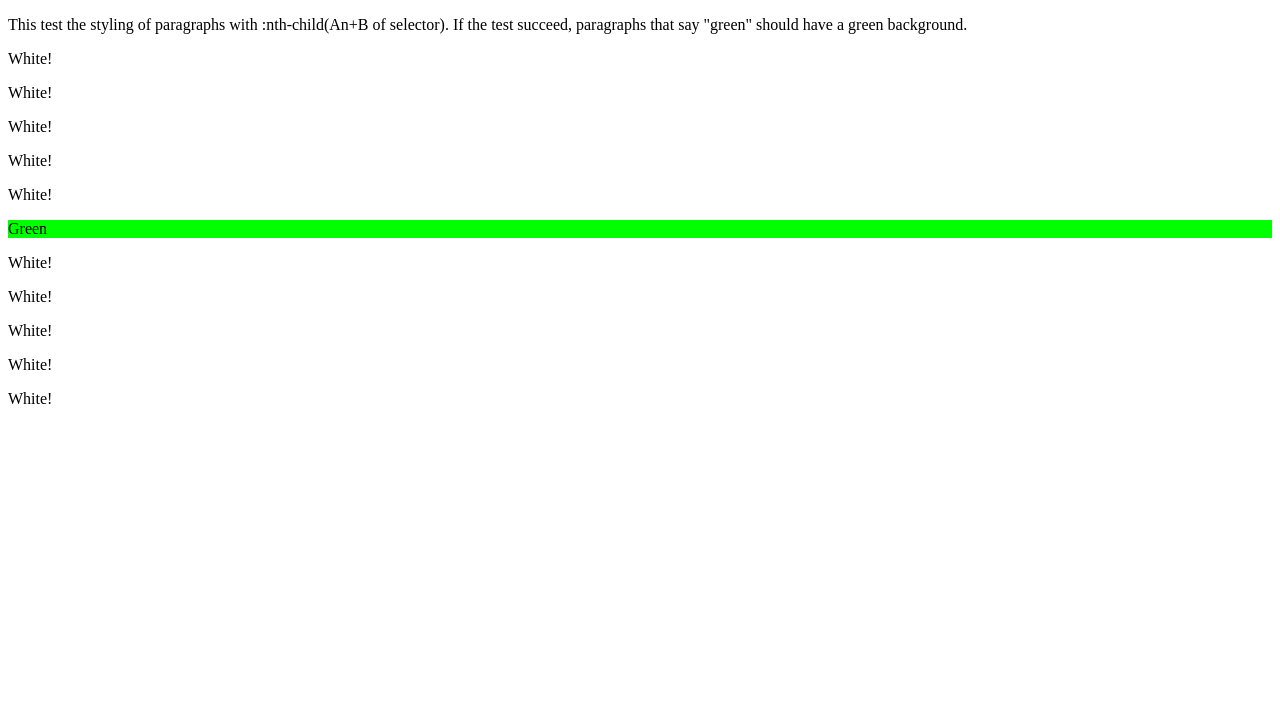 This test the styling of paragraphs with :nth-child(An+B of selector). If the test succeed, paragraphs that say "green" should have a green background.
White!
White!
White!
White!
White!
Green
White!
White!
White!
White!
White!